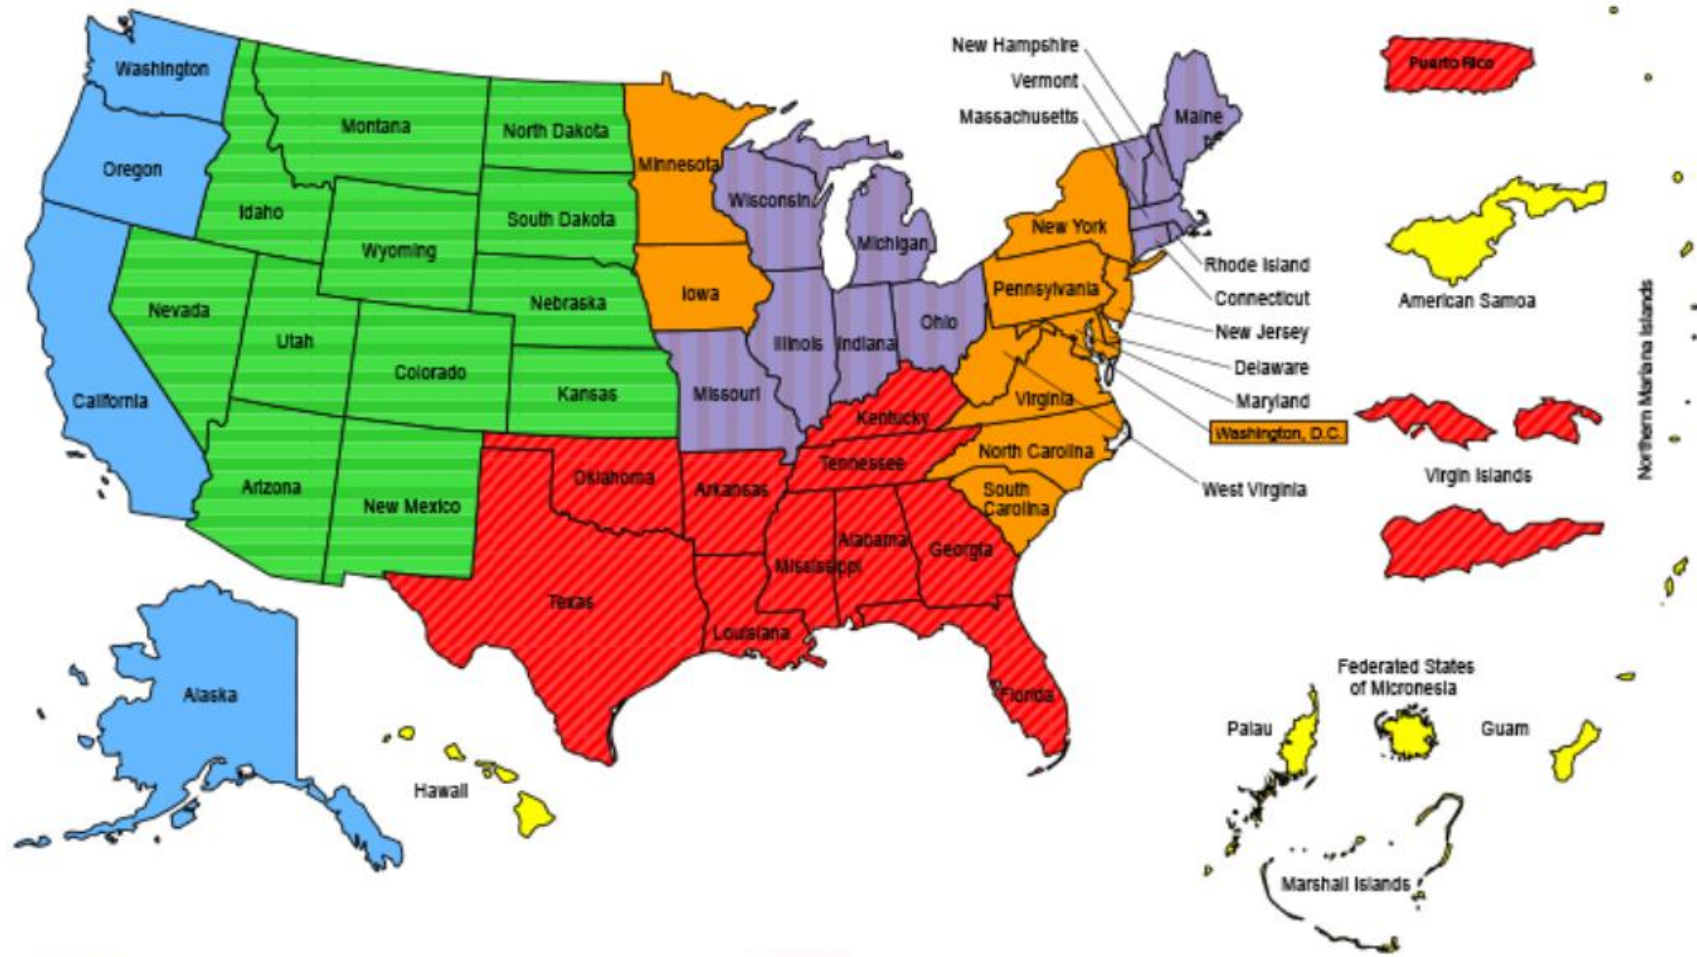 Washington
Oregon
California
Nevada
Idaho
Montana
Wyoming
Utah
Colorado
Arizona
New Mexico
North Dakota
South Dakota
Nebraska
Kansas
Oklahoma
Texas
Minnesota
Iowa
Missouri
Arkansas
Louisiana
Wisconsin
Illinois
Michigan
Indiana
Ohio
Kentucky
Tennessee
Mississippi
Alabama
Georgia
Florida
South
Carolina
North Carolina
Virginia
Pennsylvania
New York
Maine
New Hampshire
Vermont
Massachusetts
Rhode Island
Connecticut
New Jersey
Delaware
Maryland
Washington, D.C.
West Virginia
Alaska
Hawaii
Puerto Rico
American Samoa
Northern Mariana Islands
Virgin Islands
Federated States
of Micronesia
Palau
Guam
Marshall Islands